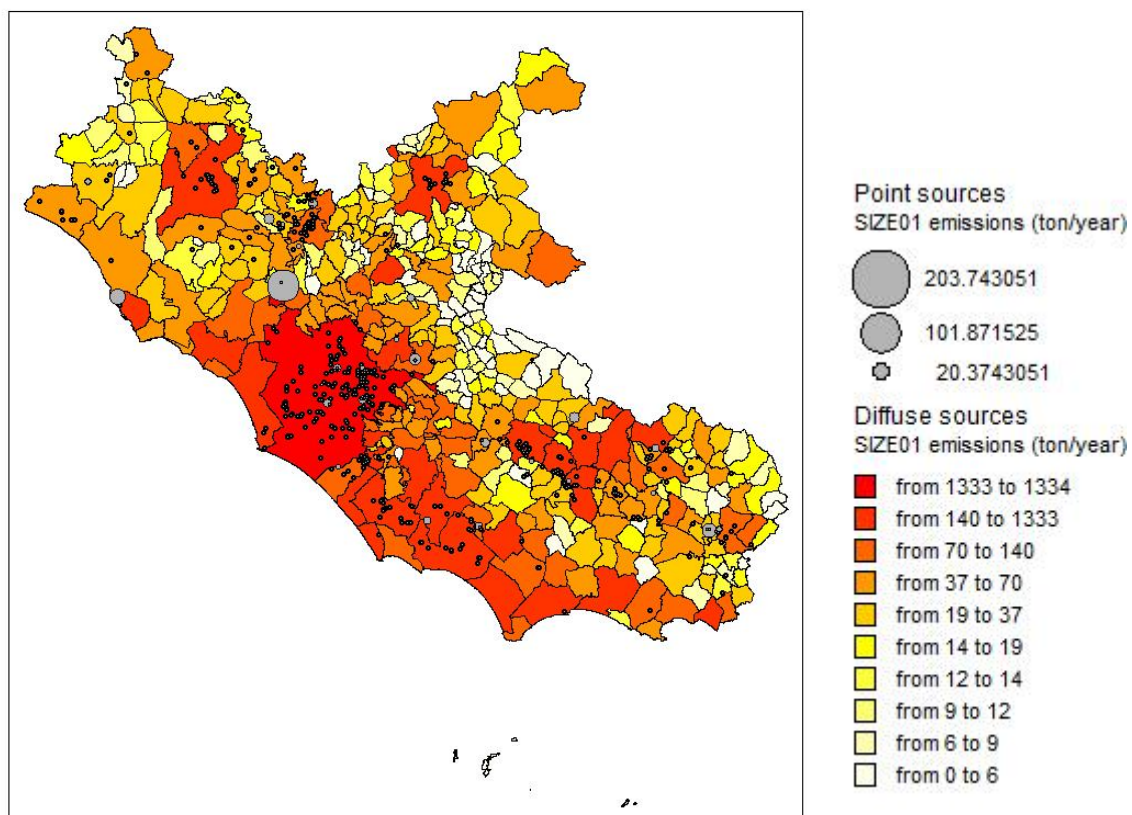 Point sources
SIZE01 emissions (ton/year)
203.743051
101.871525
20.3743051
Diffuse sources
SIZE01 emissions (ton/year)
from 1333 to 1334
from 140 to 1333
from 70 to 140
from 37 to 70
from 19 to 37
from 14 to 19
from 12 to 14
from 9 to 12
from 6 to 9
from 0 to 6